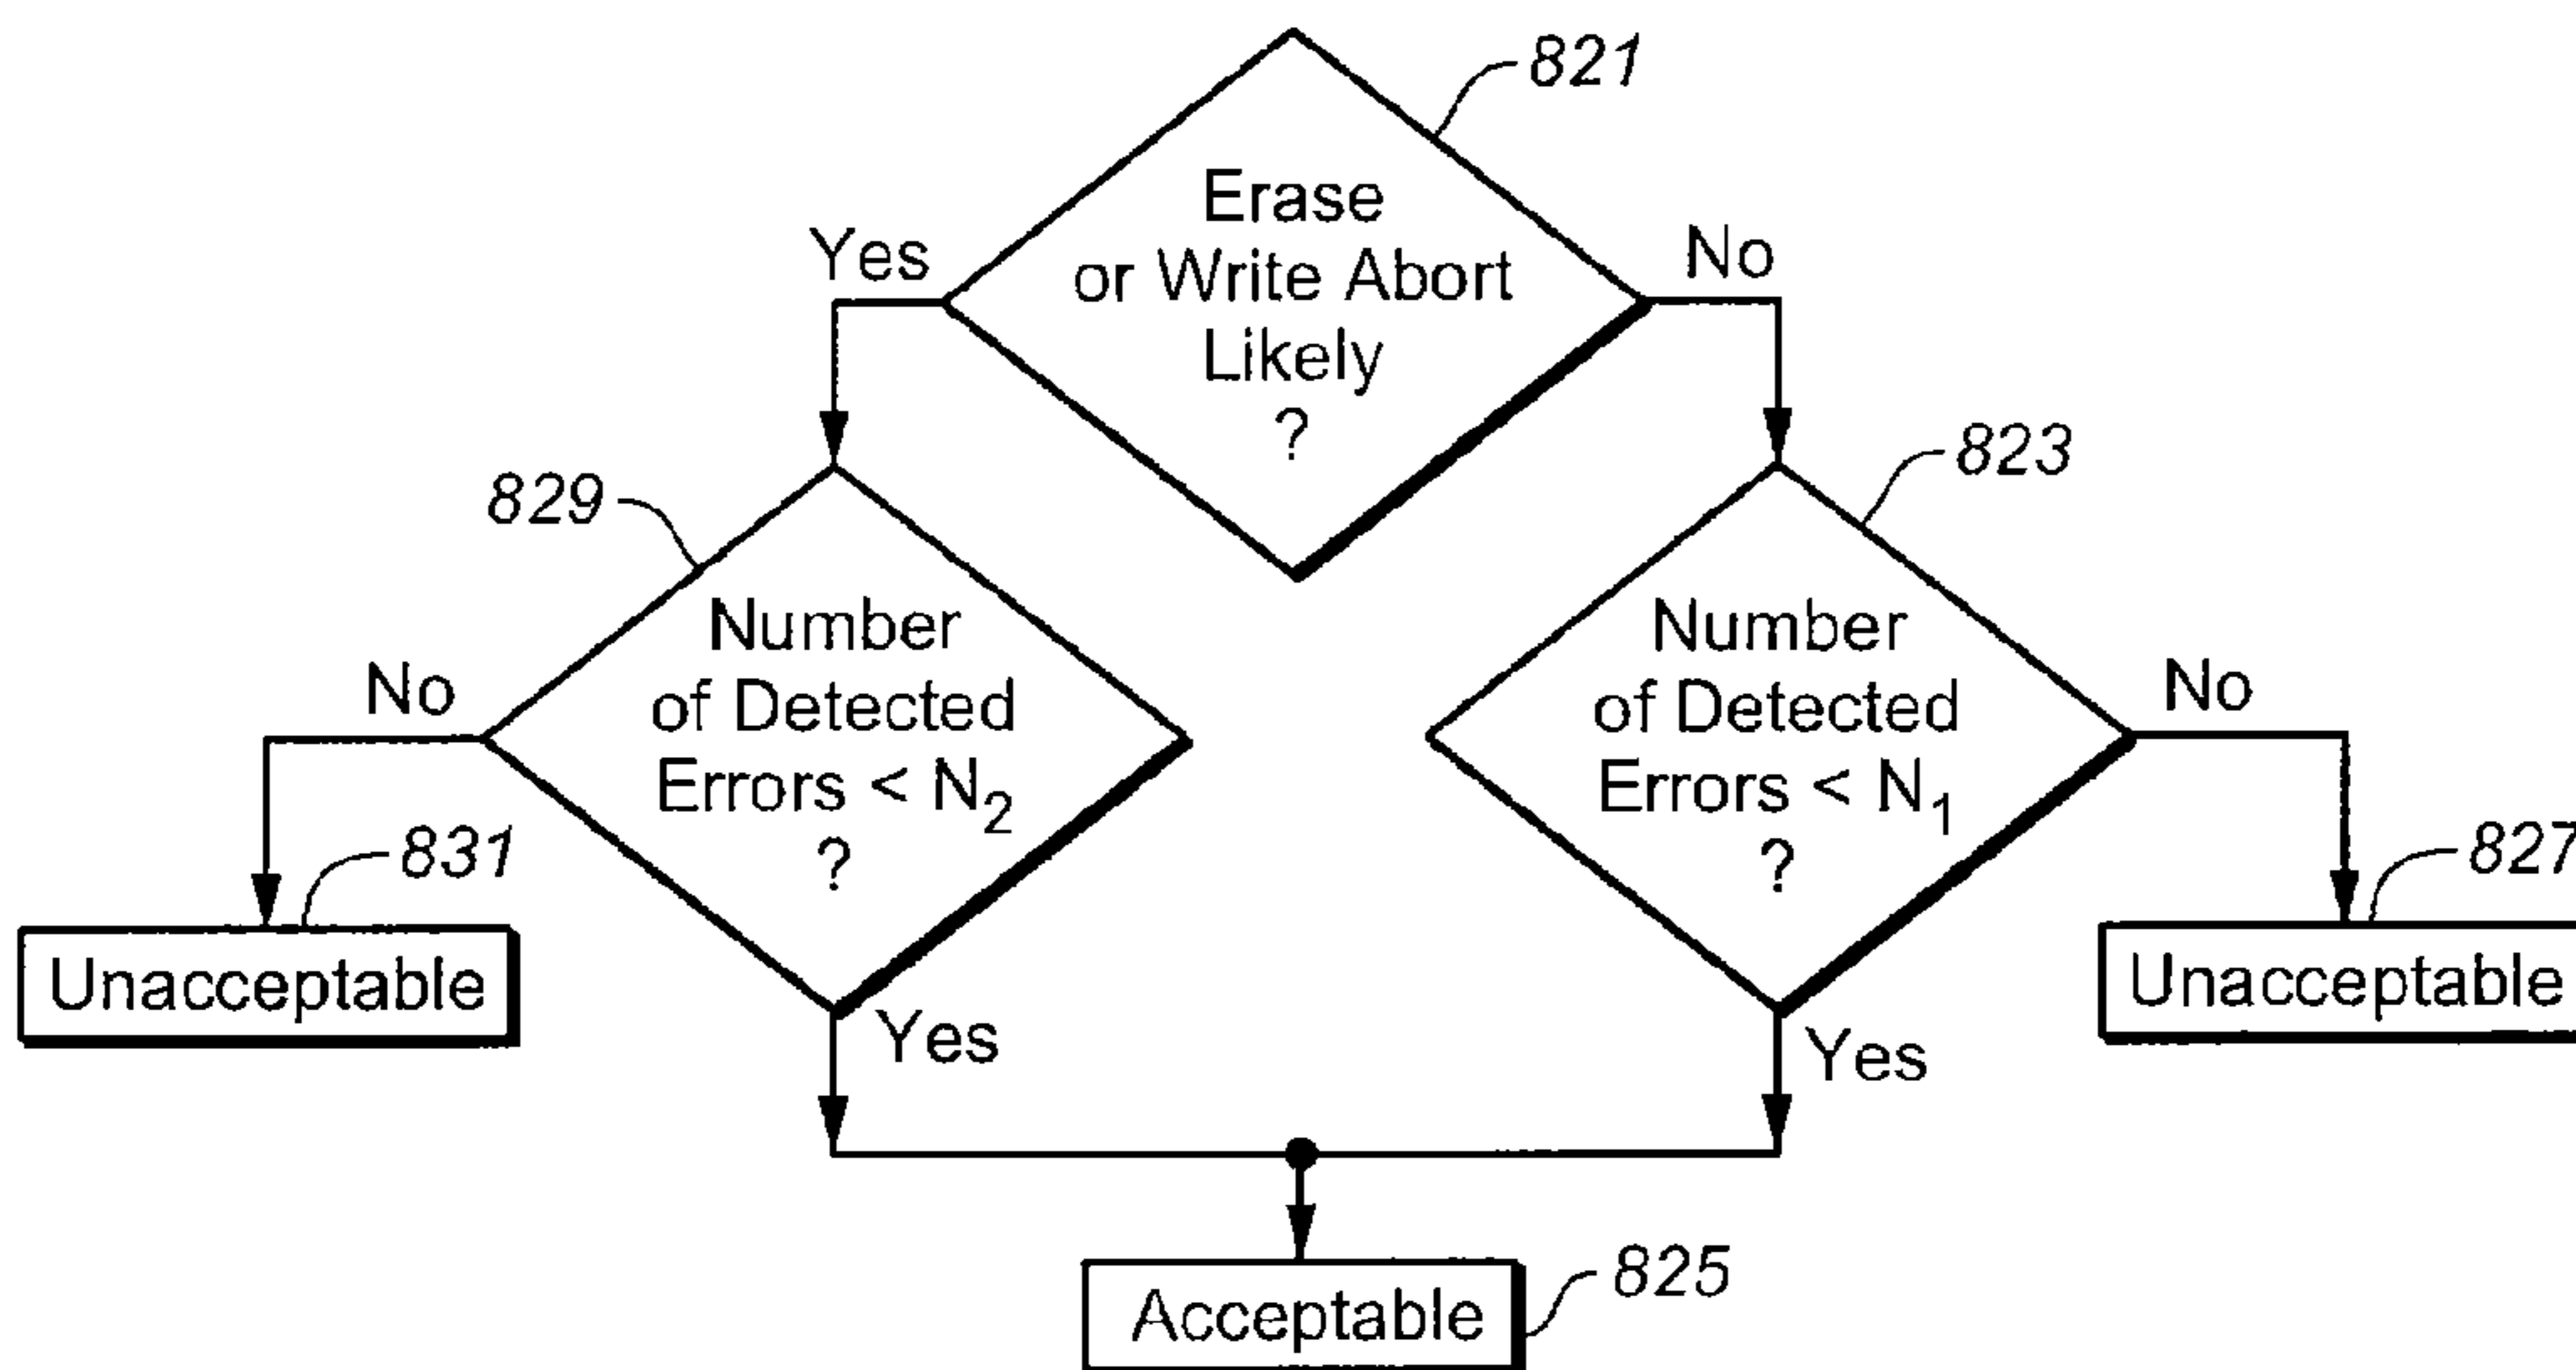 821
Erase
or Write Abort
Likely
?
Yes
No
829
823
Number
of Detected
Errors < N2
?
Number
of Detected
Errors < N1
?
No
No
831
827
Unacceptable
Unacceptable
Yes
Yes
825
Acceptable